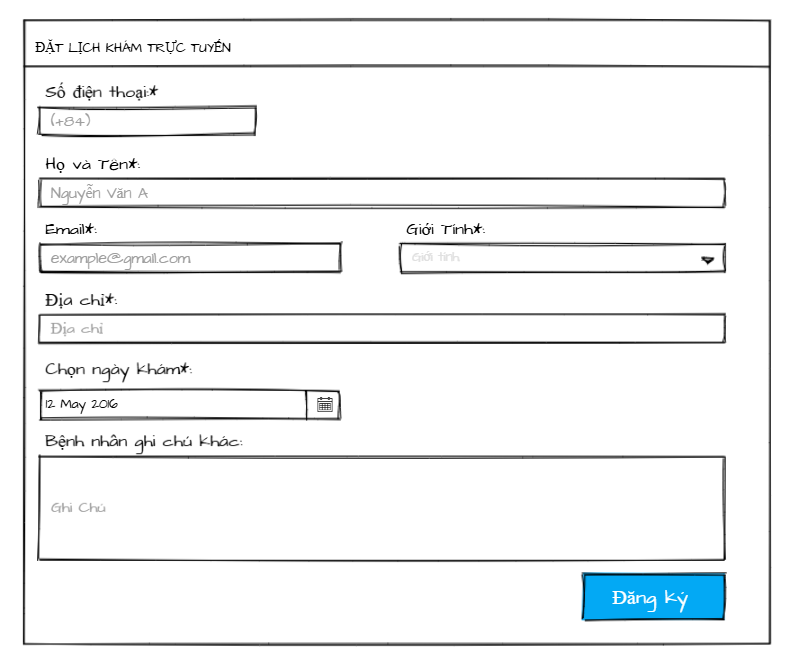 ĐẶT LỊCH KHÁM TRỰC TUYẾN
Số điện thoại:*
(+84)
Họ và Tên*:
Nguyễn Văn A
Email*:
Giới Tính*:
example@gmail.com
Giới tính
Địa chỉ*:
Địa chỉ
Chọn ngày khám*:
12 May 2016
Bệnh nhân ghi chú khác:
Ghi Chú
Đăng ký